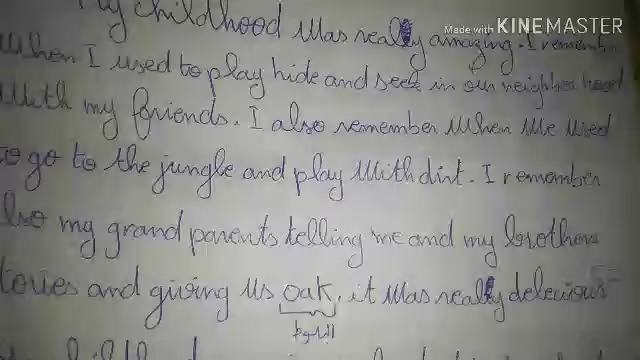 Made with KINEMASTER
My childhood was really amazing. I remember
when I used to play hide and seek in our neighborhood
with my friends. I also remember when we used
to go to the jungle and play with dirt. I remember
also my grand parents telling me and my brothers
stories and giving us oak, it was really delecious
البلوط